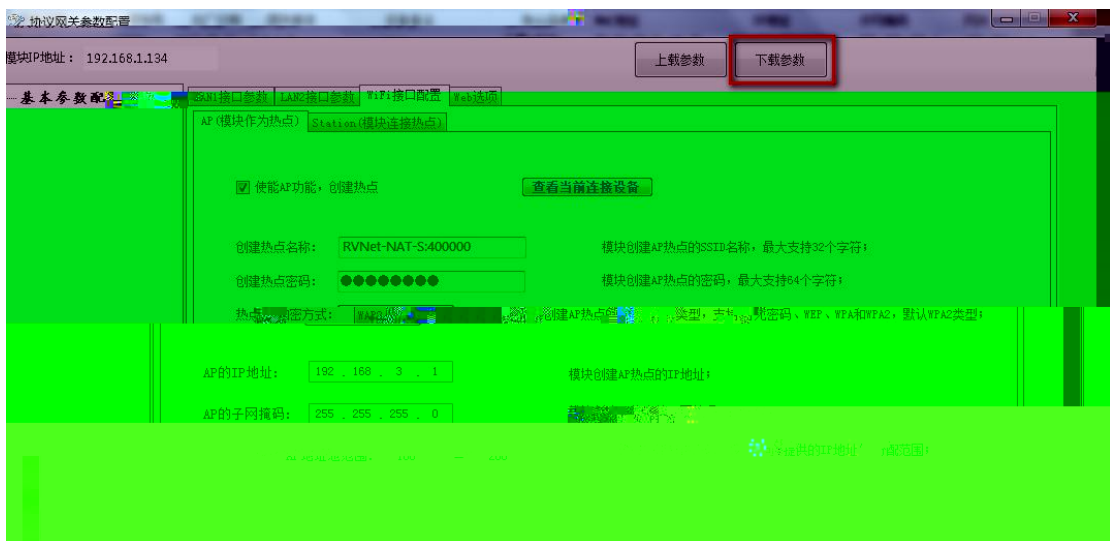 协议网关参数配置
模块IP地址： 192.168.1.134
上载参数 下载参数
基本参数配
LAN1接口参数 LAN2接口参数 WiFi接口配置 Web选项
AP(模块作为热点) Station(模块连接热点)
使能AP功能，创建热点 查看当前连接设备
创建热点名称： RVNet-NAT-S:400000 模块创建AP热点的SSID名称，最大支持32个字符；
创建热点密码： ●●●●●●●● 模块创建AP热点的密码，最大支持64个字符；
创建AP热点 类型，支 密码、WEP、WPA和WPA2，默认WPA2类型；
AP的IP地址： 192 . 168 . 3 . 1 模块创建AP热点的IP地址；
AP的子网掩码： 255 . 255 . 255 . 0
提供的IP地址 配范围；